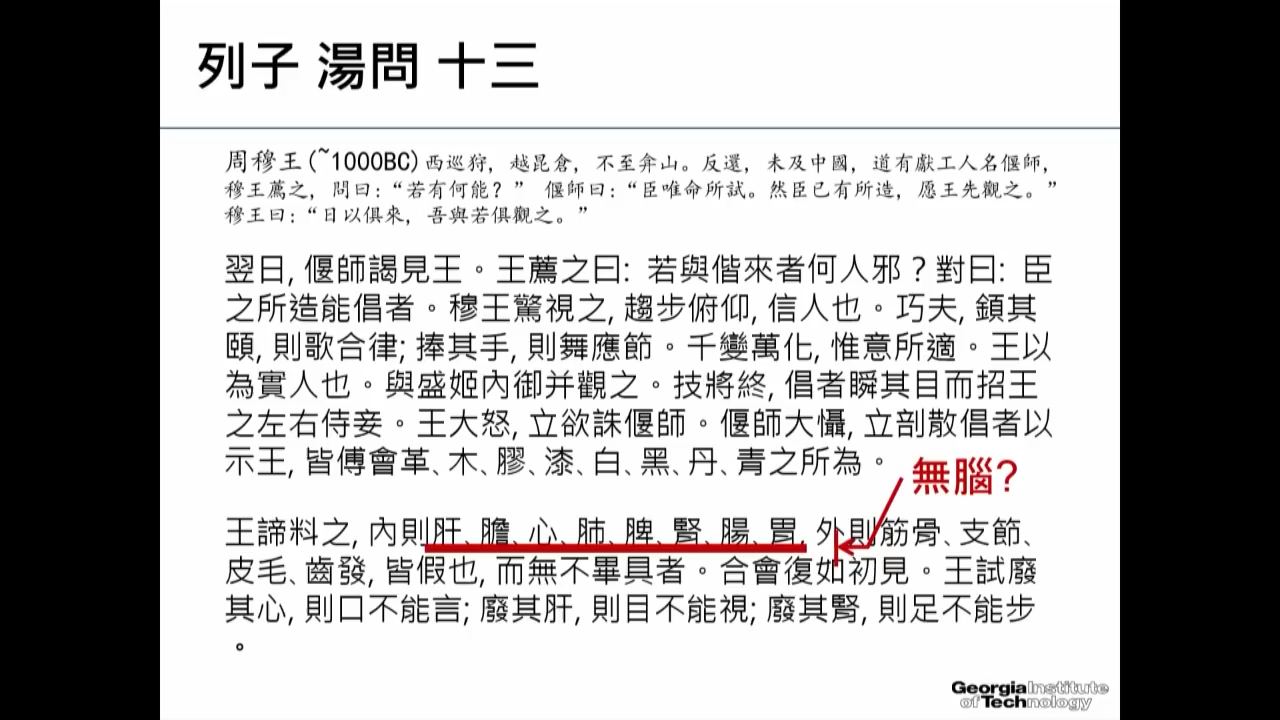 列子 湯問 十三
周穆王(~1000BC)西巡狩，越昆倉，不至弇山。反還，未及中國，道有獻工人名偃師，
穆王薦之，問曰：“若有何能？” 偃師曰：“臣唯命所試。然臣已有所造，愿王先觀之。”
穆王曰：“日以俱來，吾與若俱觀之。”
翌日, 偃師謁見王。王薦之曰: 若與偕來者何人邪？對曰: 臣
之所造能倡者。穆王驚視之, 趨步俯仰, 信人也。巧夫, 顉其
頤, 則歌合律; 捧其手, 則舞應節。千變萬化, 惟意所適。王以
為實人也。與盛姬內御并觀之。技將終, 倡者瞬其目而招王
之左右侍妾。王大怒, 立欲誅偃師。偃師大懾, 立剖散倡者以
示王, 皆傅會革、木、膠、漆、白、黑、丹、青之所為。
無腦?
王諦料之, 內則肝、膽、心、肺、脾、腎、腸、胃, 外則筋骨、支節、
皮毛、齒發, 皆假也, 而無不畢具者。合會復如初見。王試廢
其心, 則口不能言; 廢其肝, 則目不能視; 廢其腎, 則足不能步
。
Georgia Institute
of Technology